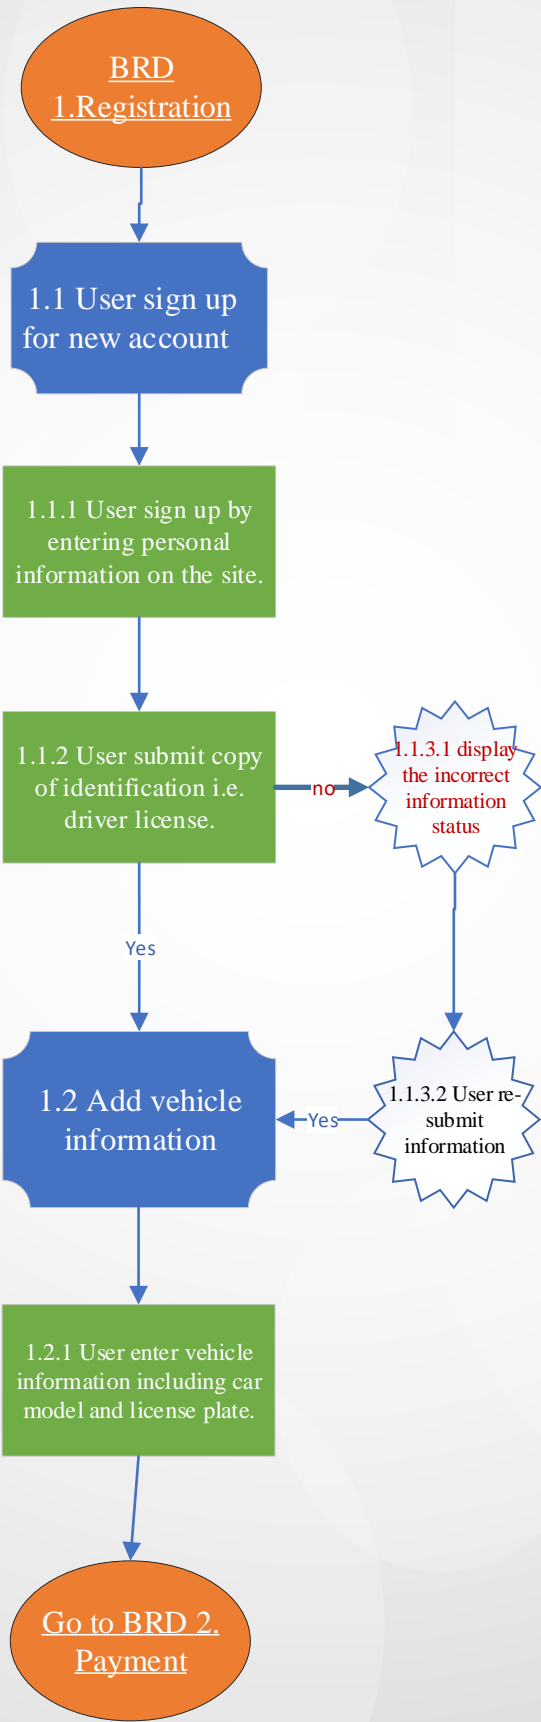 BRD
1.Registration
1.1 User sign up
for new account
1.1.1 User sign up by
entering personal
information on the site.
1.1.2 User submit copy
of identification i.e.
driver license.
no
1.1.3.1 display
the incorrect
information
status
Yes
1.2 Add vehicle
information
Yes
1.1.3.2 User re-
submit
information
1.2.1 User enter vehicle
information including car
model and license plate.
Go to BRD 2.
Payment